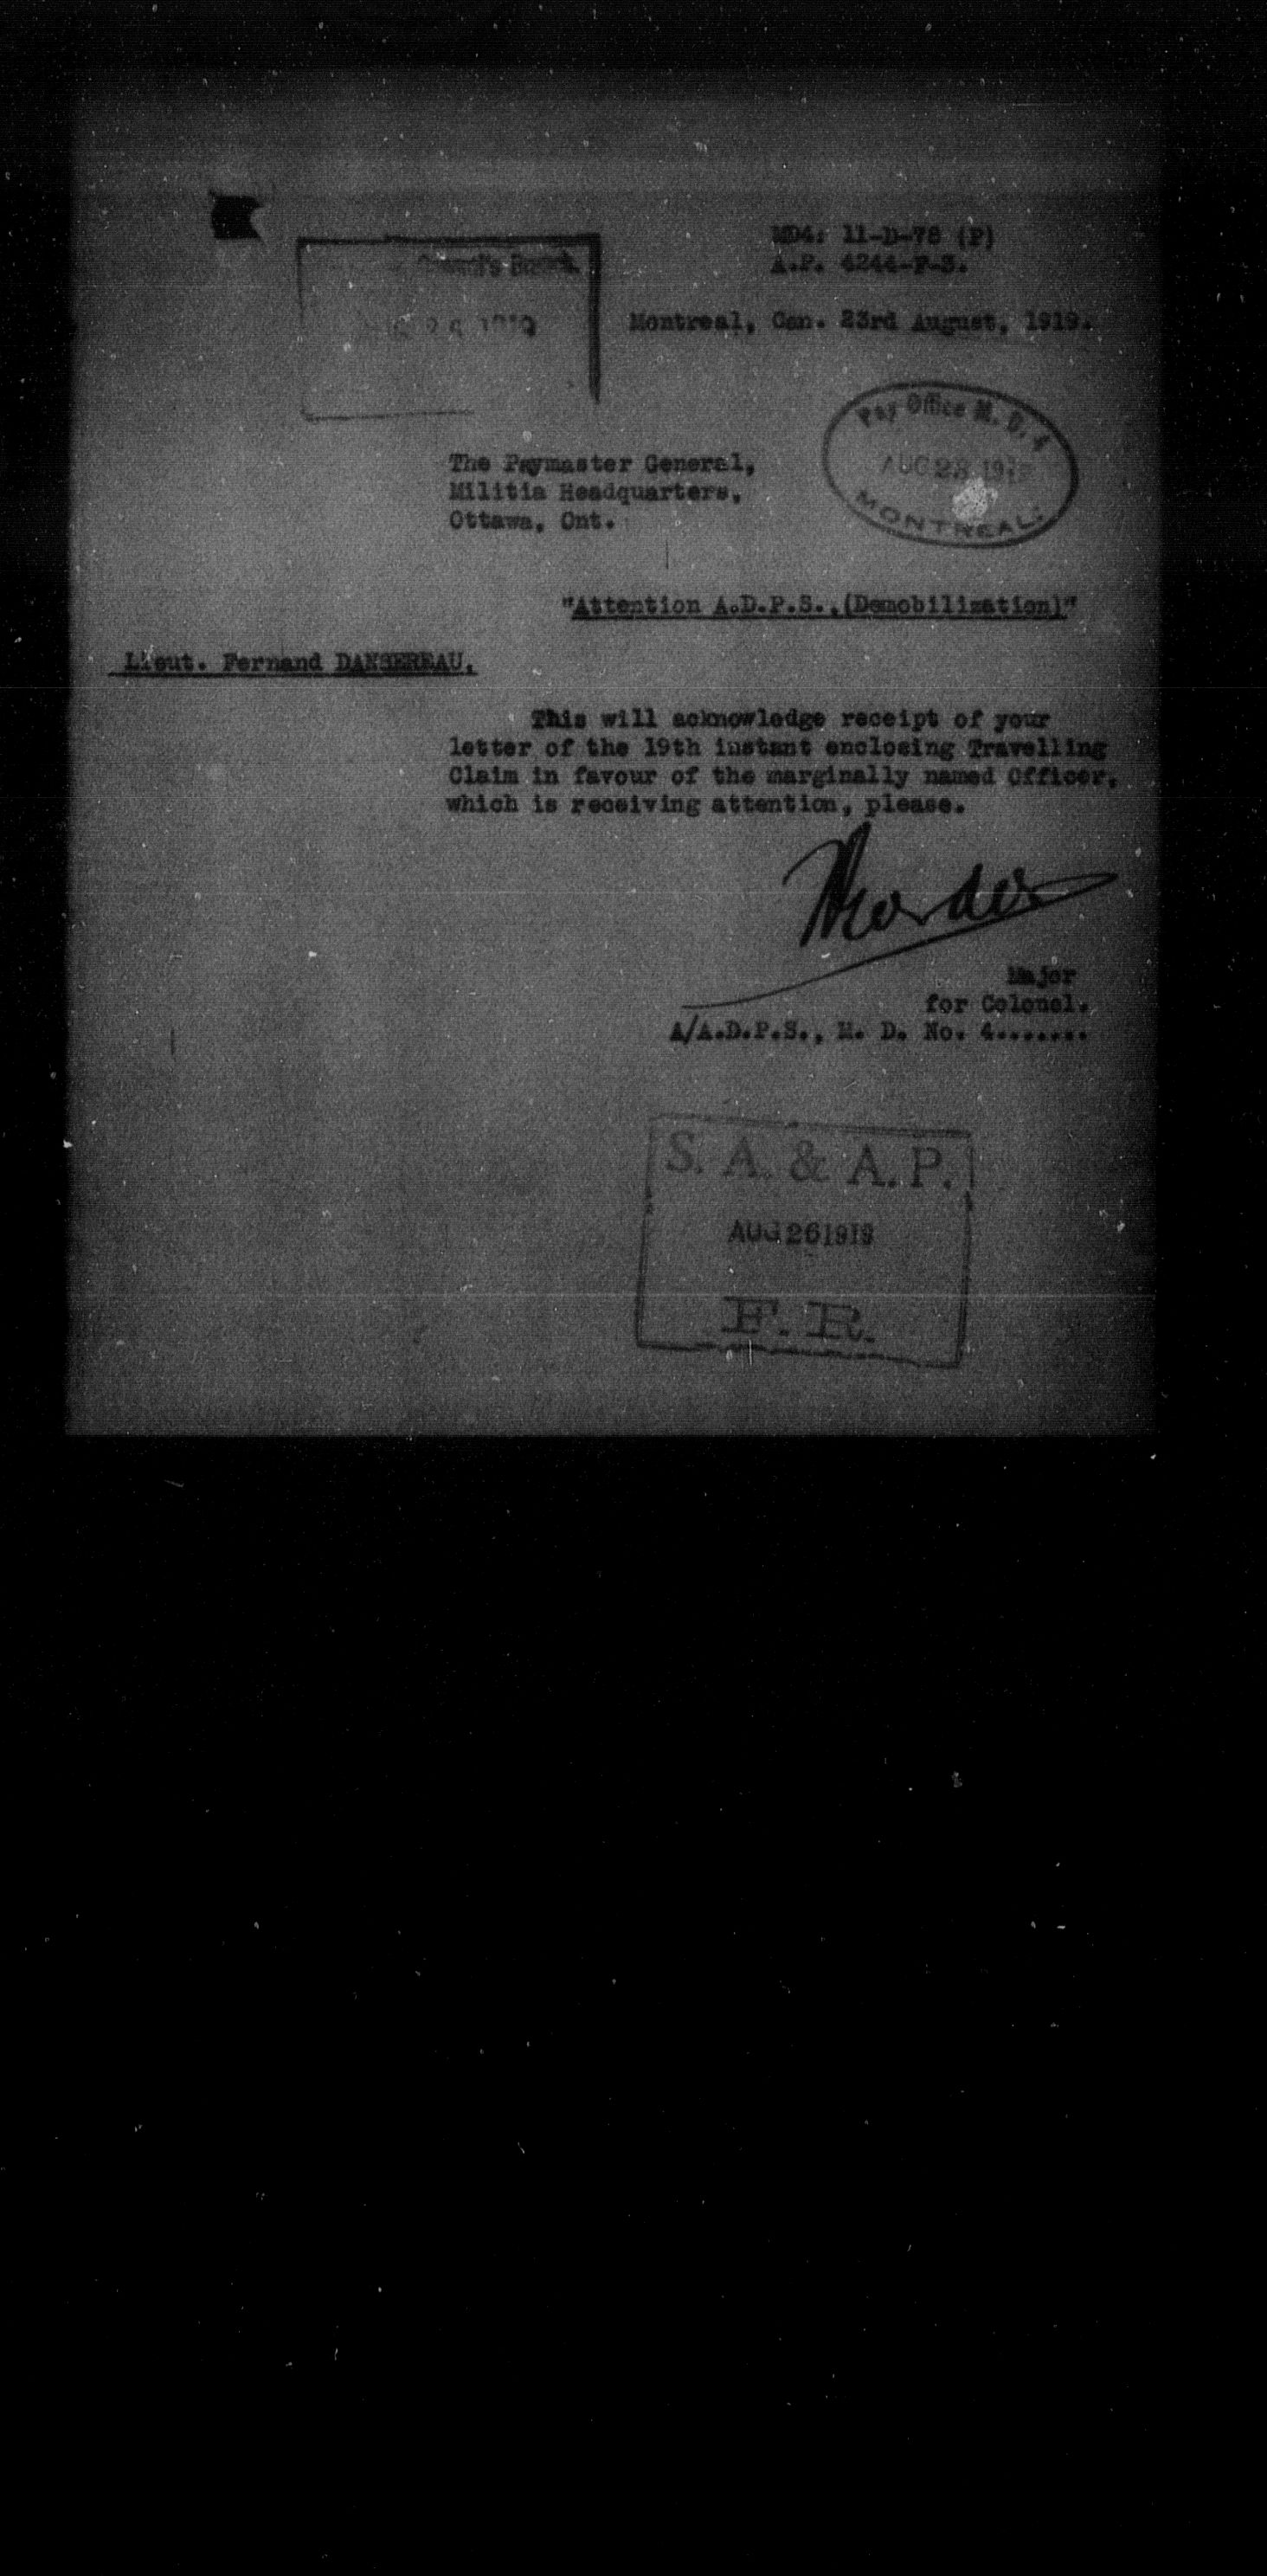 MD4: 11-D-78 (P)
A.P. 4244-F-3.
Branch.
Montreal, Can. 23rd August, 1919.
Pay Office M. D. 4
AUG 23 191
MONTREAL.
The Paymaster General,
Militia Headquarters,
Ottawa, Ont.
"Attention A.D.P.S.,(Demobilization)"
Lieut. Fernand DANSEREAU.
This will acknowledge receipt of your
letter of the 19th instant enclosing Travelling
Claim in favour of the marginally named Officer,
which is receiving attention, please.
Major
for Colonel.
A/A.D.P.S., M. D. No. 4.......
S. A. & A. P.
AUG 26 1919
F. R.